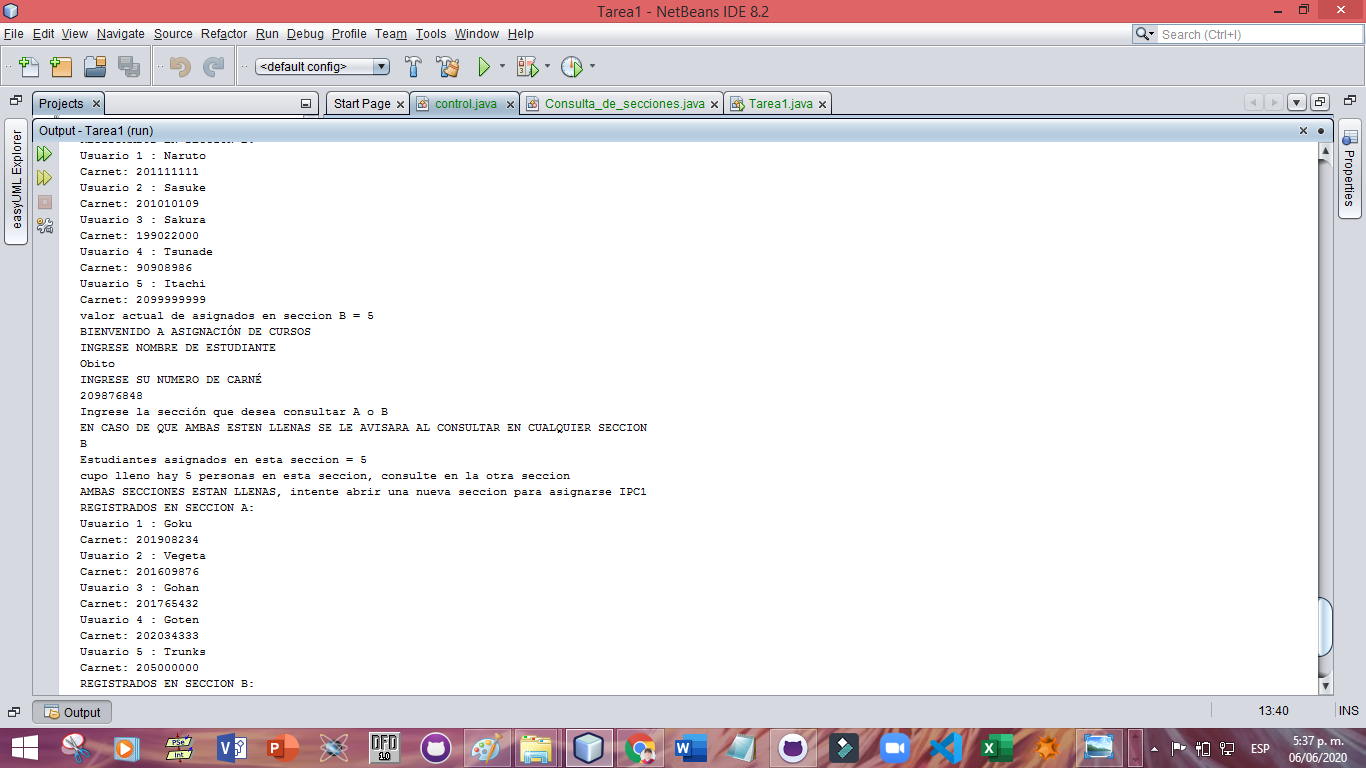 Tarea1 - NetBeans IDE 8.2
File Edit View Navigate Source Refactor Run Debug Profile Team Tools Window Help
Search (Ctrl+I)
<default config>
Projects
Start Page
control.java
Consulta_de_secciones.java
Tarea1.java
easyUML Explorer
Properties
Output - Tarea1 (run)
Usuario 1 : Naruto
Carnet: 201111111
Usuario 2 : Sasuke
Carnet: 201010109
Usuario 3 : Sakura
Carnet: 199022000
Usuario 4 : Tsunade
Carnet: 90908986
Usuario 5 : Itachi
Carnet: 2099999999
valor actual de asignados en seccion B = 5
BIENVENIDO A ASIGNACIÓN DE CURSOS
INGRESE NOMBRE DE ESTUDIANTE
Obito
INGRESE SU NUMERO DE CARNÉ
209876848
Ingrese la sección que desea consultar A o B
EN CASO DE QUE AMBAS ESTEN LLENAS SE LE AVISARA AL CONSULTAR EN CUALQUIER SECCION
B
Estudiantes asignados en esta seccion = 5
cupo lleno hay 5 personas en esta seccion, consulte en la otra seccion
AMBAS SECCIONES ESTAN LLENAS, intente abrir una nueva seccion para asignarse IPC1
REGISTRADOS EN SECCION A:
Usuario 1 : Goku
Carnet: 201908234
Usuario 2 : Vegeta
Carnet: 201609876
Usuario 3 : Gohan
Carnet: 201765432
Usuario 4 : Goten
Carnet: 202034333
Usuario 5 : Trunks
Carnet: 205000000
REGISTRADOS EN SECCION B:
Output
13:40
INS
PSe Int
DFD 1.0
ESP
5:37 p. m.
06/06/2020